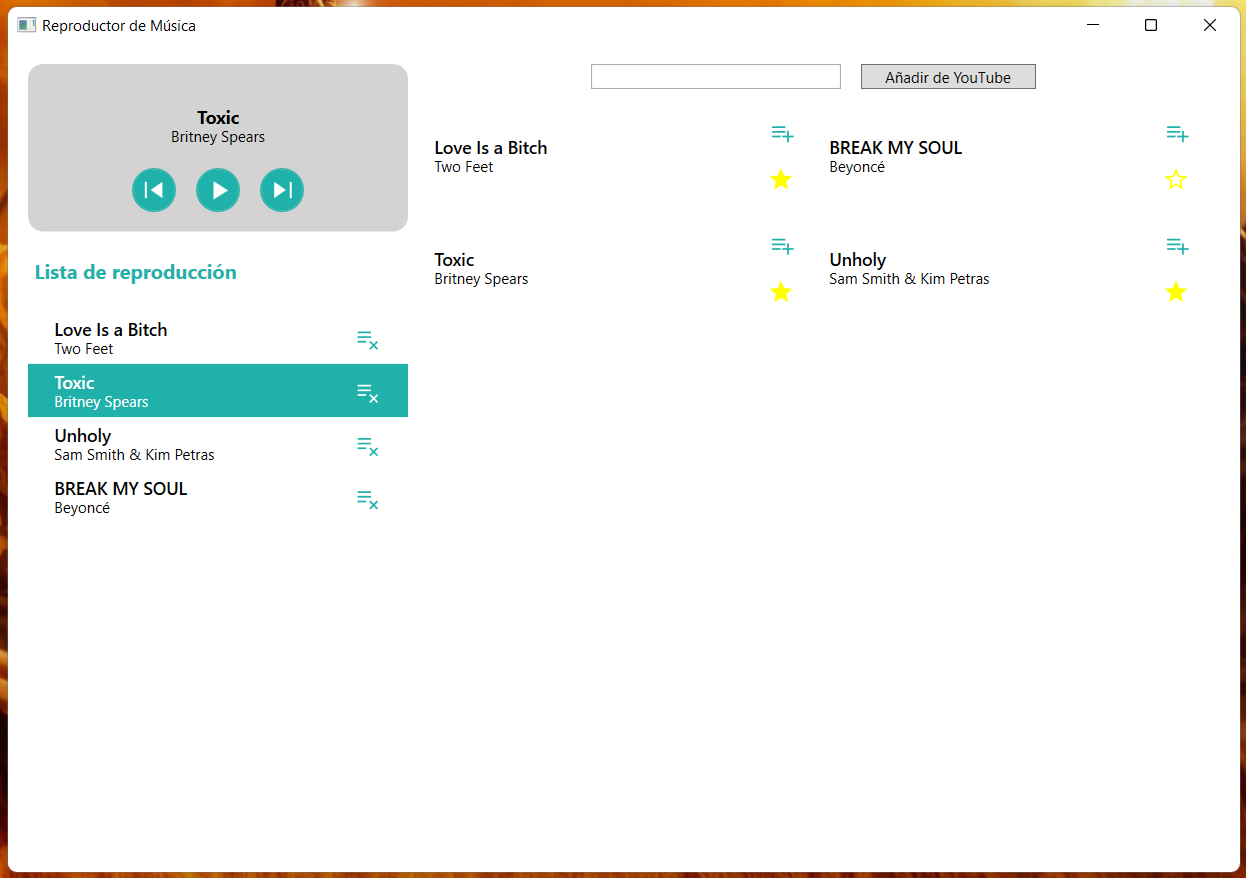 Reproductor de Música
Toxic
Britney Spears
Lista de reproducción
Love Is a Bitch
Two Feet
Toxic
Britney Spears
Unholy
Sam Smith & Kim Petras
BREAK MY SOUL
Beyoncé
Añadir de YouTube
Love Is a Bitch
Two Feet
BREAK MY SOUL
Beyoncé
Toxic
Britney Spears
Unholy
Sam Smith & Kim Petras